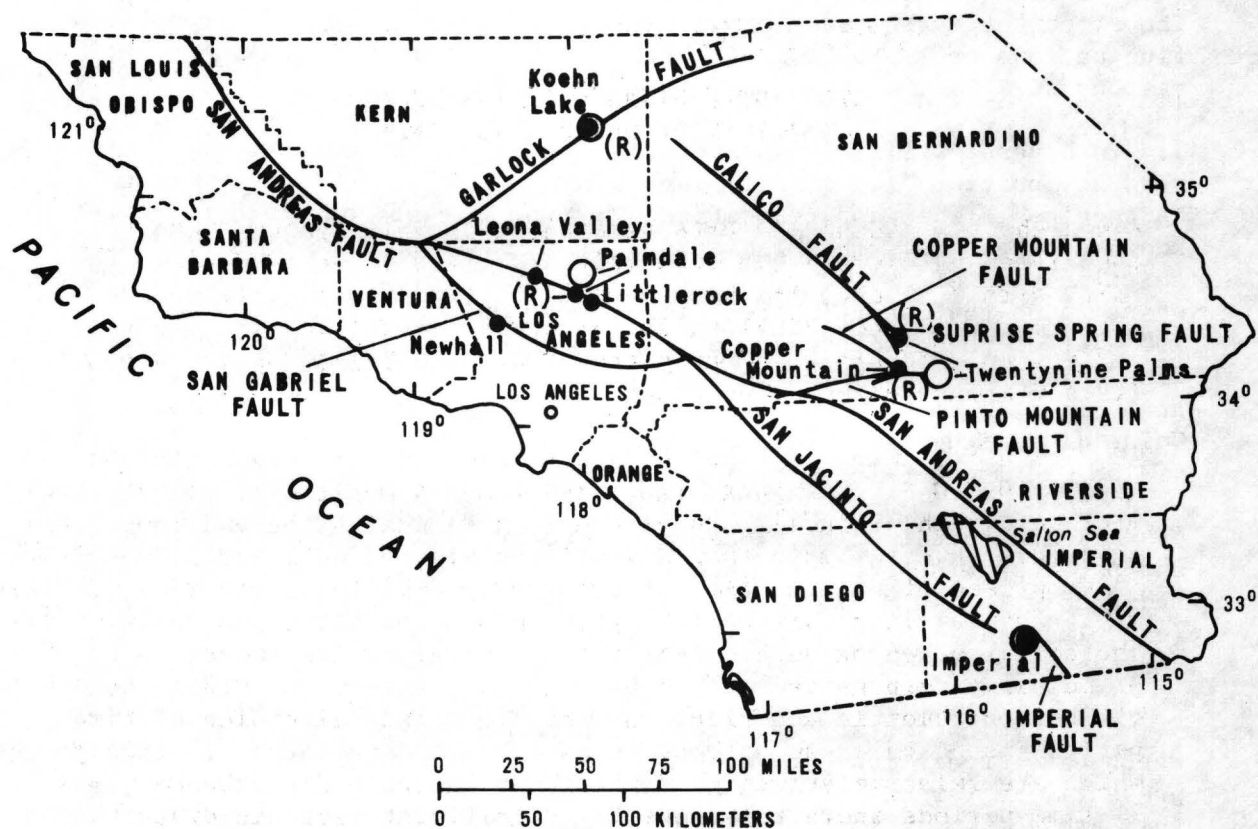 SAN LOUIS
OBISPO
KERN
Koehn
Lake
(R)
GARLOCK
FAULT
SAN BERNARDINO
121°
SAN ANDREAS FAULT
35°
CALICO
FAULT
SANTA
BARBARA
Leona Valley
Palmdale
(R)
Littlerock
COPPER MOUNTAIN
FAULT
(R)
SUPRISE SPRING FAULT
PACIFIC
OCEAN
VENTURA
LOS
ANGELES
Newhall
120°
SAN GABRIEL
FAULT
LOS ANGELES
119°
Copper
Mountain
(R)
Twentynine Palms
34°
PINTO MOUNTAIN
FAULT
ORANGE
118°
SAN JACINTO
FAULT
SAN ANDREAS
FAULT
RIVERSIDE
Salton Sea
IMPERIAL
SAN DIEGO
33°
Imperial
115°
116°
IMPERIAL
FAULT
117°
0 25 50 75 100 MILES
0 50 100 KILOMETERS